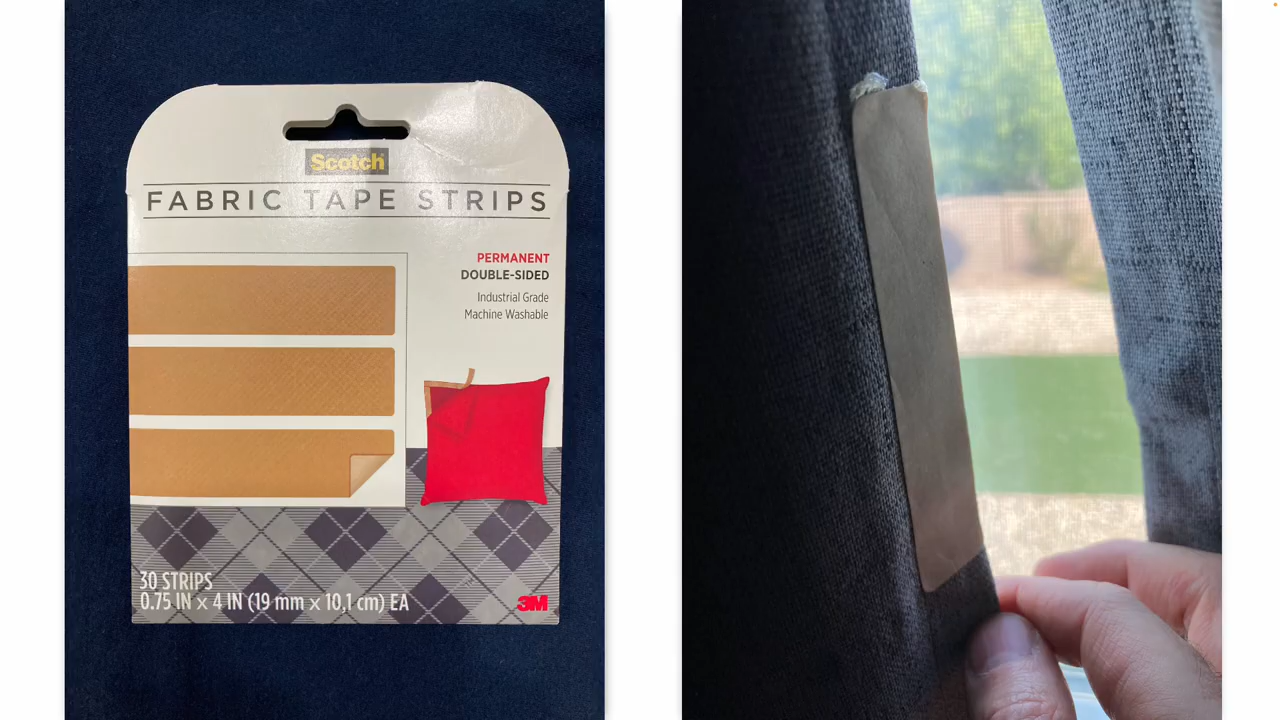 Scotch
FABRIC TAPE STRIPS
PERMANENT
DOUBLE-SIDED
Industrial Grade
Machine Washable
30 STRIPS
0.75 IN x 4 IN (19 mm x 10,1 cm) EA
3M